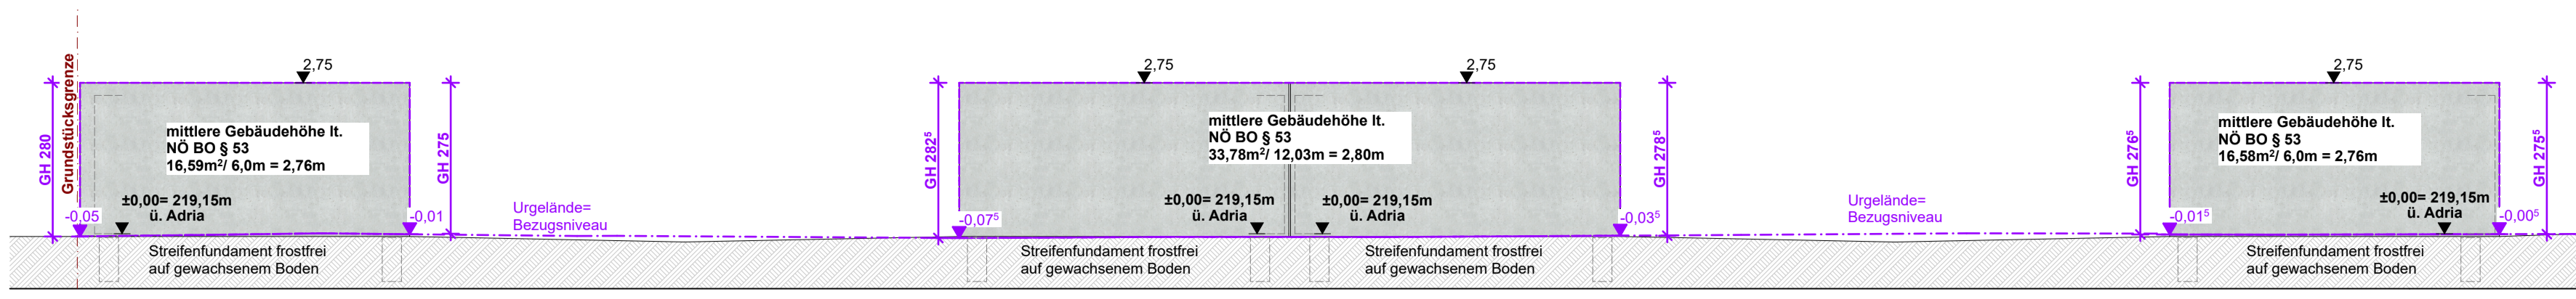 2,75
GH 280
Grundstücksgrenze
mittlere Gebäudehöhe lt.
NÖ BO § 53
16,59m²/ 6,0m = 2,76m
±0,00= 219,15m
ü. Adria
-0,05
-0,01
GH 275
Streifenfundament frostfrei
auf gewachsenem Boden
Urgelände=
Bezugsniveau
2,75
2,75
GH 282⁵
mittlere Gebäudehöhe lt.
NÖ BO § 53
33,78m²/ 12,03m = 2,80m
±0,00= 219,15m
ü. Adria
±0,00= 219,15m
ü. Adria
-0,07⁵
-0,03⁵
GH 278⁵
Streifenfundament frostfrei
auf gewachsenem Boden
Streifenfundament frostfrei
auf gewachsenem Boden
Urgelände=
Bezugsniveau
2,75
GH 276⁵
mittlere Gebäudehöhe lt.
NÖ BO § 53
16,58m²/ 6,0m = 2,76m
±0,00= 219,15m
ü. Adria
-0,01⁵
-0,00⁵
GH 275⁵
Streifenfundament frostfrei
auf gewachsenem Boden